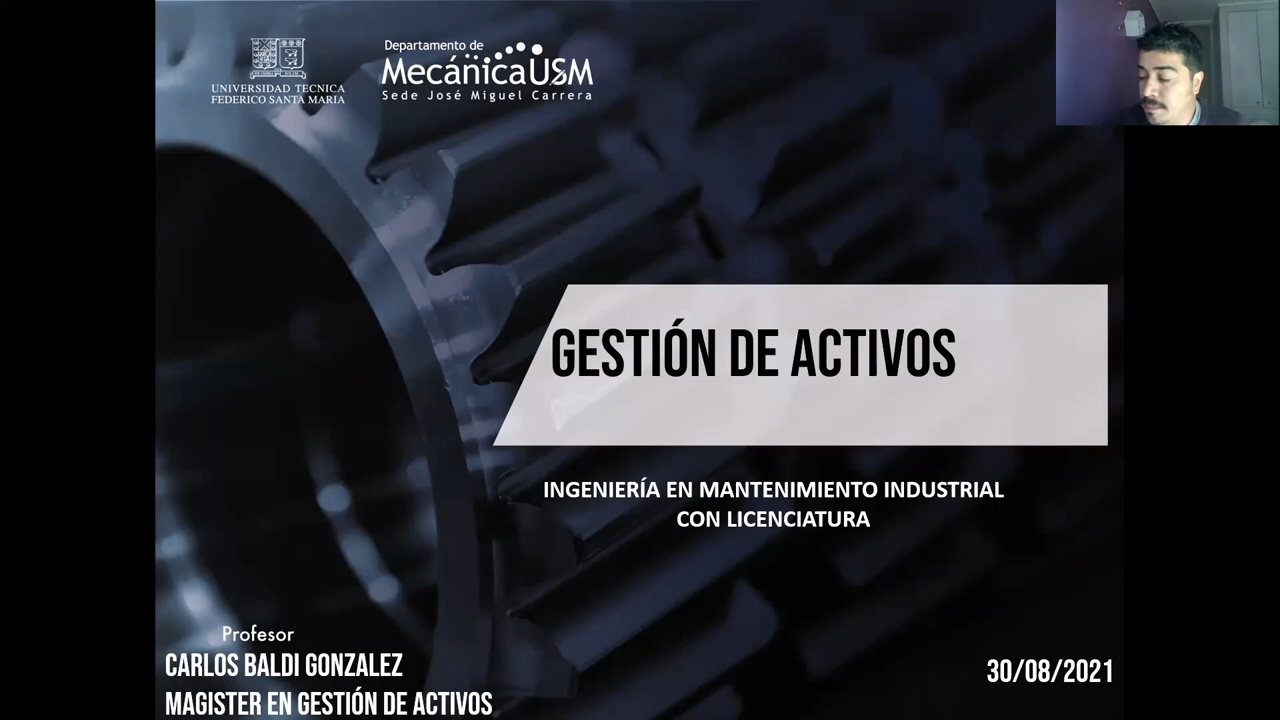 UNIVERSIDAD TECNICA
FEDERICO SANTA MARIA
Departamento de
MecánicaUSM
Sede José Miguel Carrera
GESTIÓN DE ACTIVOS
INGENIERÍA EN MANTENIMIENTO INDUSTRIAL
CON LICENCIATURA
Profesor
CARLOS BALDI GONZALEZ
MAGISTER EN GESTIÓN DE ACTIVOS
30/08/2021